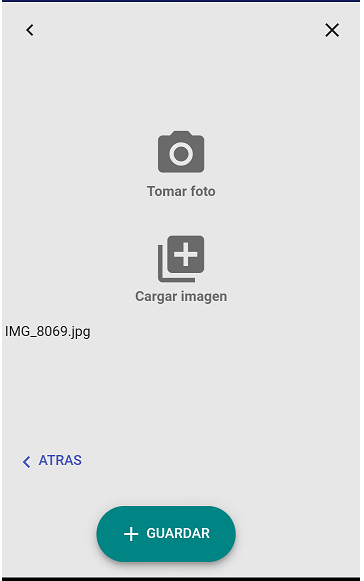 Tomar foto
Cargar imagen
IMG_8069.jpg
ATRAS
GUARDAR